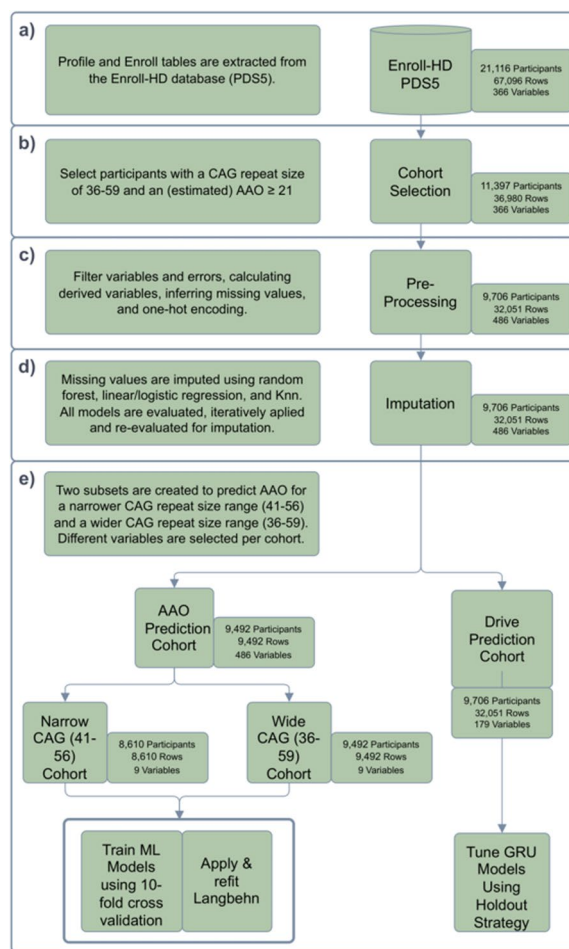 a)
Profile and Enroll tables are extracted from
the Enroll-HD database (PDS5).
Enroll-HD
PDS5
21,116 Participants
67,096 Rows
366 Variables
b)
Select participants with a CAG repeat size
of 36-59 and an (estimated) AAO ≥ 21
Cohort
Selection
11,397 Participants
36,980 Rows
366 Variables
c)
Filter variables and errors, calculating
derived variables, inferring missing values,
and one-hot encoding.
Pre-
Processing
9,706 Participants
32,051 Rows
486 Variables
d)
Missing values are imputed using random
forest, linear/logistic regression, and Knn.
All models are evaluated, iteratively aplied
and re-evaluated for imputation.
Imputation
9,706 Participants
32,051 Rows
486 Variables
e)
Two subsets are created to predict AAO for
a narrower CAG repeat size range (41-56)
and a wider CAG repeat size range (36-59).
Different variables are selected per cohort.
AAO
Prediction
Cohort
9,492 Participants
9,492 Rows
486 Variables
Drive
Prediction
Cohort
9,706 Participants
32,051 Rows
179 Variables
Narrow
CAG (41-
56)
Cohort
8,610 Participants
8,610 Rows
9 Variables
Wide
CAG (36-
59)
Cohort
9,492 Participants
9,492 Rows
9 Variables
Train ML
Models
using 10-
fold cross
validation
Apply &
refit
Langbehn
Tune GRU
Models
Using
Holdout
Strategy